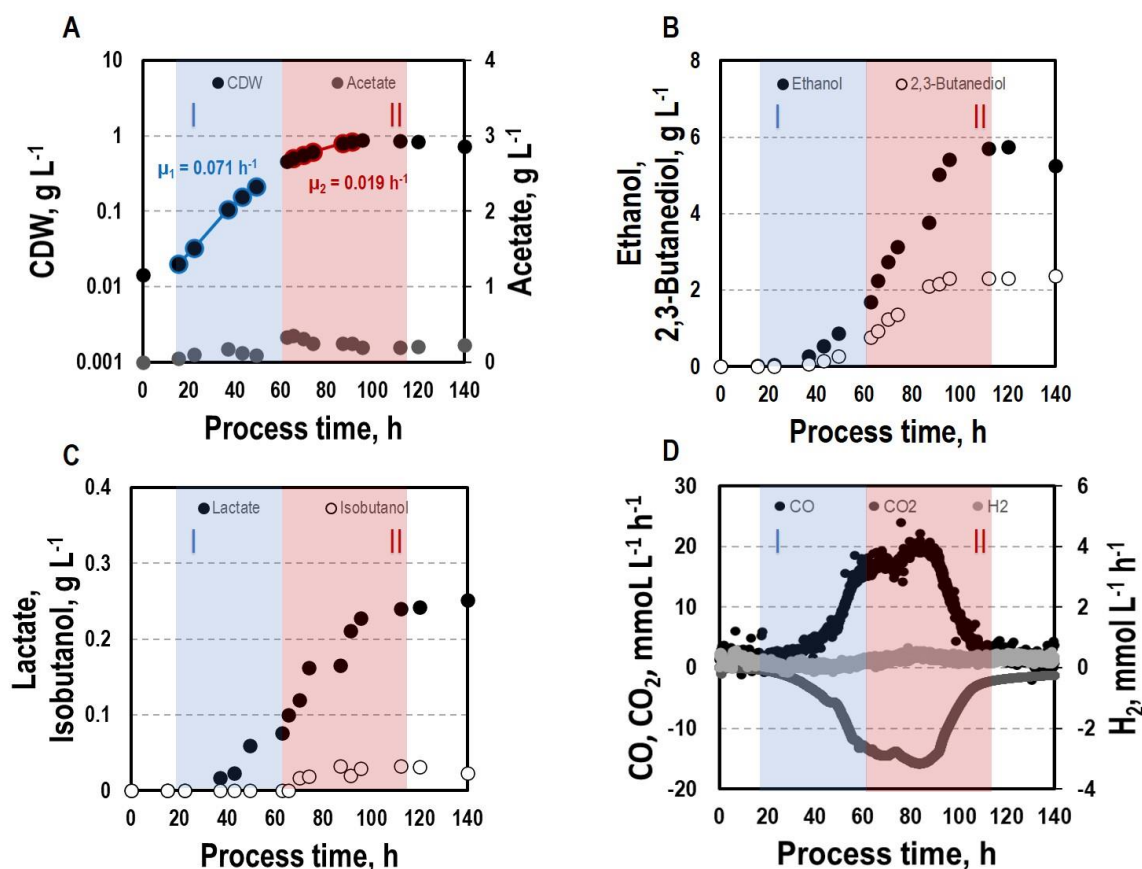 A
CDW, g L-1
10
1
0.1
0.01
0.001
CDW
Acetate
I
II
μ1 = 0.071 h-1
μ2 = 0.019 h-1
4
3
2
1
0
Acetate, g L-1
0 20 40 60 80 100 120 140
Process time, h
B
Ethanol,
2,3-Butanediol, g L-1
8
6
4
2
0
Ethanol
2,3-Butanediol
I
II
0 20 40 60 80 100 120 140
Process time, h
C
Lactate,
Isobutanol, g L-1
0.4
0.3
0.2
0.1
0
Lactate
Isobutanol
I
II
0 20 40 60 80 100 120 140
Process time, h
D
CO, CO2, mmoL L-1 h-1
30
20
10
0
-10
-20
CO
CO2
H2
I
II
6
4
2
0
-2
-4
H2, mmol L-1 h-1
0 20 40 60 80 100 120 140
Process time, h